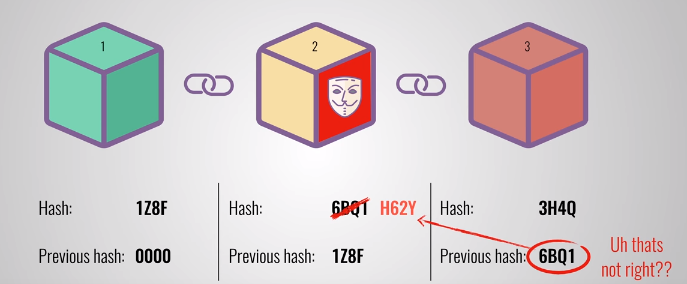 1
2
3
Hash: 1Z8F
Previous hash: 0000
Hash: 6BQ1 H62Y
Previous hash: 1Z8F
Hash: 3H4Q
Previous hash: 6BQ1
Uh thats
not right??